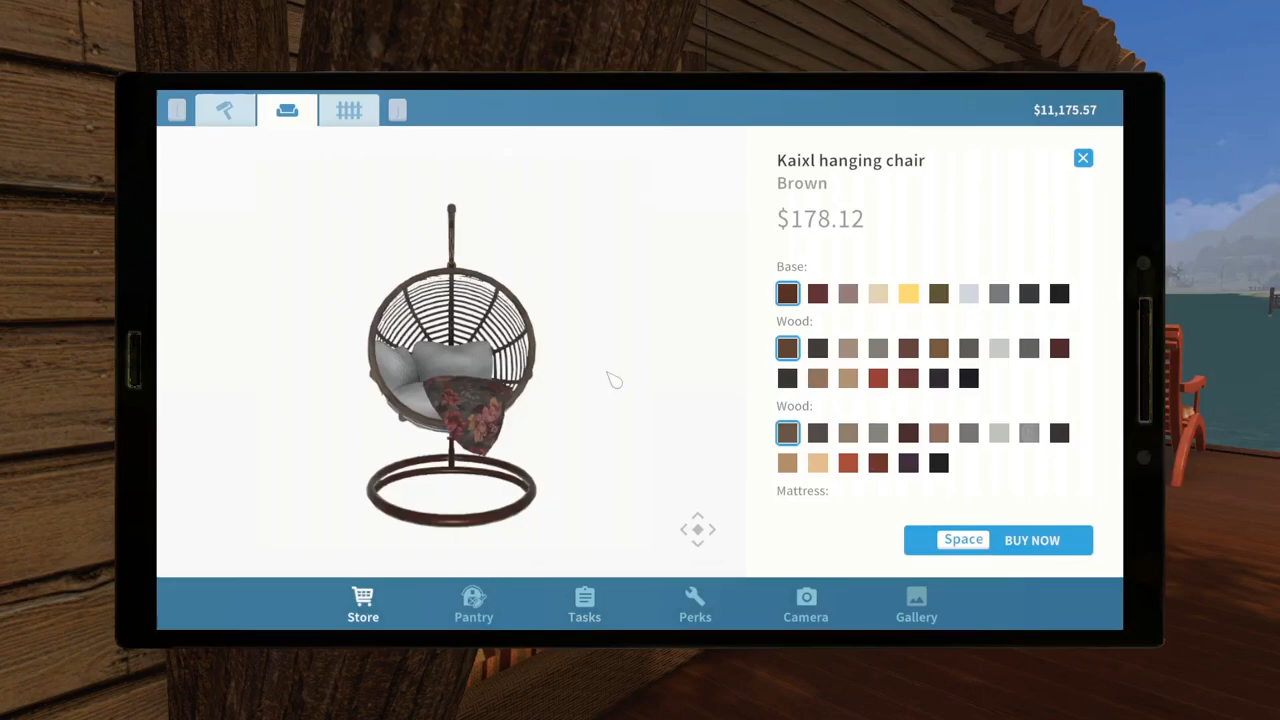 $11,175.57
Kaixl hanging chair
Brown
$178.12
Base:
Wood:
Wood:
Mattress:
Space BUY NOW
Store Pantry Tasks Perks Camera Gallery